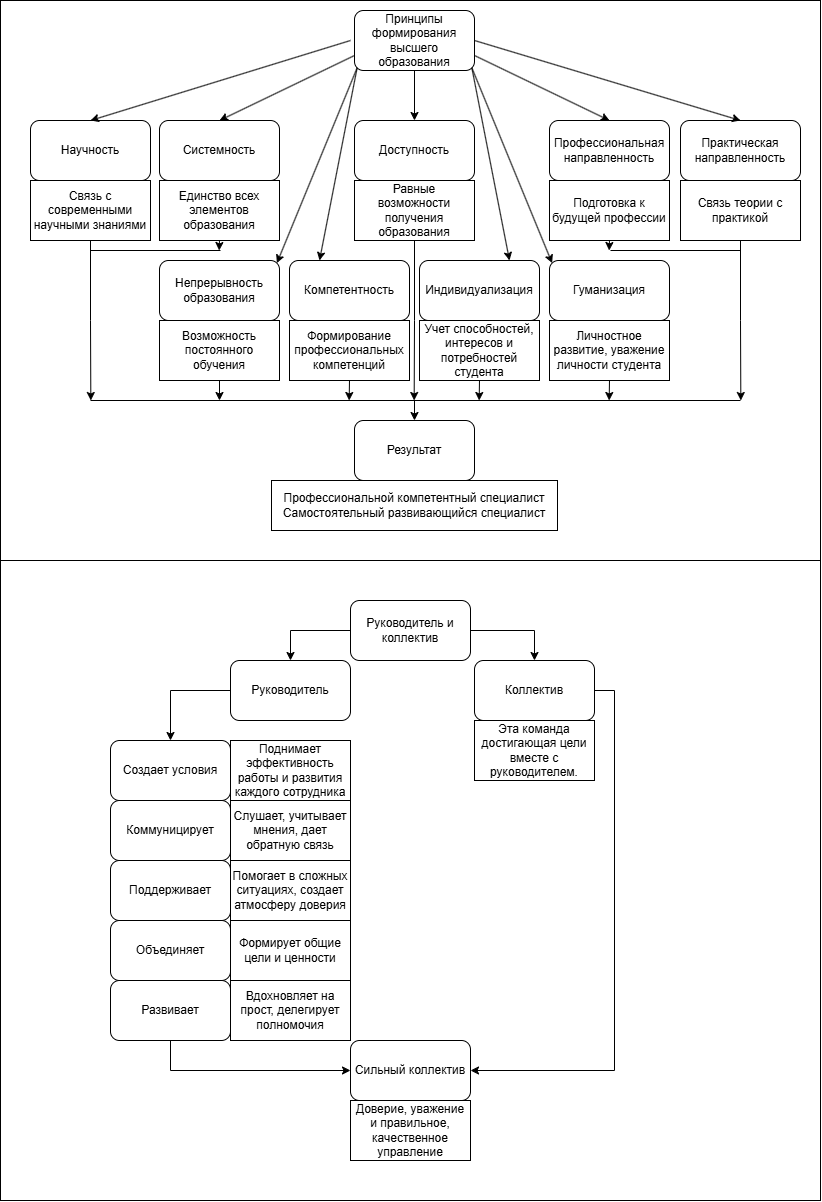 Принципы
формирования
высшего
образования
Научность
Системность
Доступность
Профессиональная
направленность
Практическая
направленность
Связь с
современными
научными знаниями
Единство всех
элементов
образования
Равные
возможности
получения
образования
Подготовка к
будущей профессии
Связь теории с
практикой
Непрерывность
образования
Компетентность
Индивидуализация
Гуманизация
Возможность
постоянного
обучения
Формирование
профессиональных
компетенций
Учет способностей,
интересов и
потребностей
студента
Личностное
развитие, уважение
личности студента
Результат
Профессиональной компетентный специалист
Самостоятельный развивающийся специалист
Руководитель и
коллектив
Руководитель
Коллектив
Эта команда
достигающая цели
вместе с
руководителем.
Создает условия
Поднимает
эффективность
работы и развития
каждого сотрудника
Коммуницирует
Слушает, учитывает
мнения, дает
обратную связь
Поддерживает
Помогает в сложных
ситуациях, создает
атмосферу доверия
Объединяет
Формирует общие
цели и ценности
Развивает
Вдохновляет на
прост, делегирует
полномочия
Сильный коллектив
Доверие, уважение
и правильное,
качественное
управление